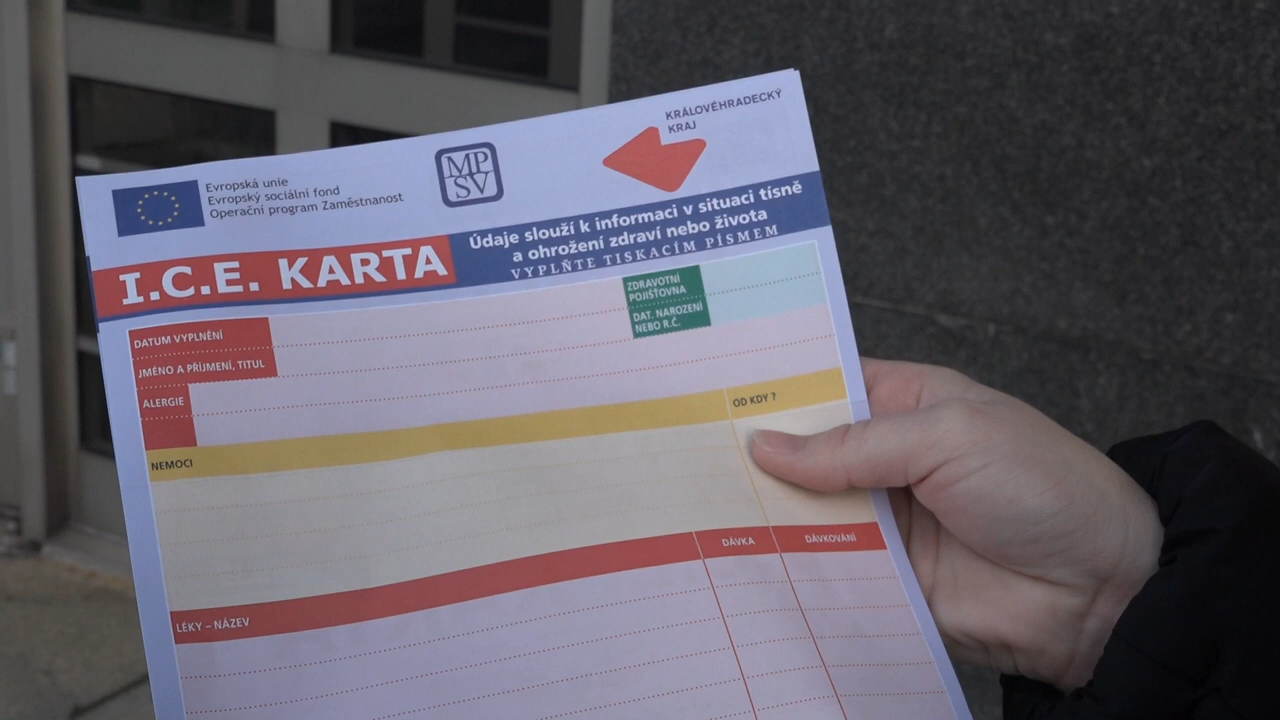 KRÁLOVÉHRADECKÝ
KRAJ
MP
SV
Evropská unie
Evropský sociální fond
Operační program Zaměstnanost
I.C.E. KARTA
Údaje slouží k informaci v situaci tísně
a ohrožení zdraví nebo života
VYPLŇTE TISKACÍM PÍSMEM
ZDRAVOTNÍ
POJIŠŤOVNA
DAT. NAROZENÍ
NEBO R.Č.
DATUM VYPLNĚNÍ
JMÉNO A PŘÍJMENÍ, TITUL
ALERGIE
NEMOCI
OD KDY ?
LÉKY – NÁZEV
DÁVKA
DÁVKOVÁNÍ